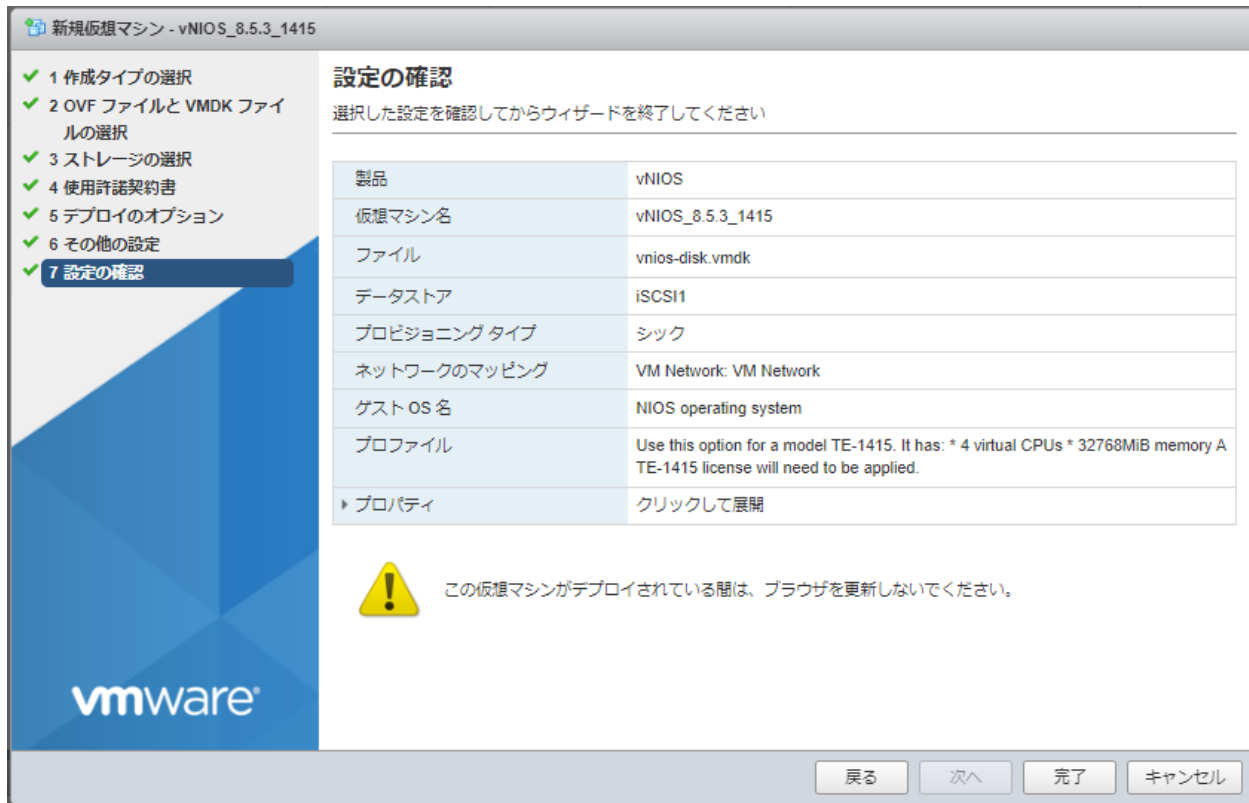 新規仮想マシン - vNIOS_8.5.3_1415
1 作成タイプの選択
2 OVF ファイルと VMDK ファイ
ルの選択
3 ストレージの選択
4 使用許諾契約書
5 デプロイのオプション
6 その他の設定
7 設定の確認
設定の確認
選択した設定を確認してからウィザードを終了してください
製品 vNIOS
仮想マシン名 vNIOS_8.5.3_1415
ファイル vnios-disk.vmdk
データストア iSCSI1
プロビジョニング タイプ シック
ネットワークのマッピング VM Network: VM Network
ゲスト OS 名 NIOS operating system
プロファイル Use this option for a model TE-1415. It has: * 4 virtual CPUs * 32768MiB memory A
TE-1415 license will need to be applied.
プロパティ クリックして展開
この仮想マシンがデプロイされている間は、ブラウザを更新しないでください。
vmware®
戻る 次へ 完了 キャンセル